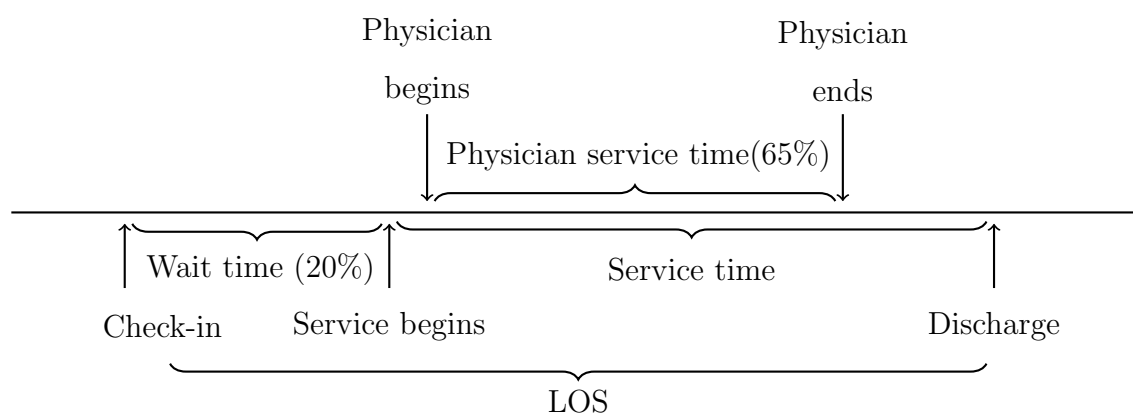 Physician
begins
Physician
ends
Physician service time(65%)
Wait time (20%)
Service time
Check-in
Service begins
Discharge
LOS